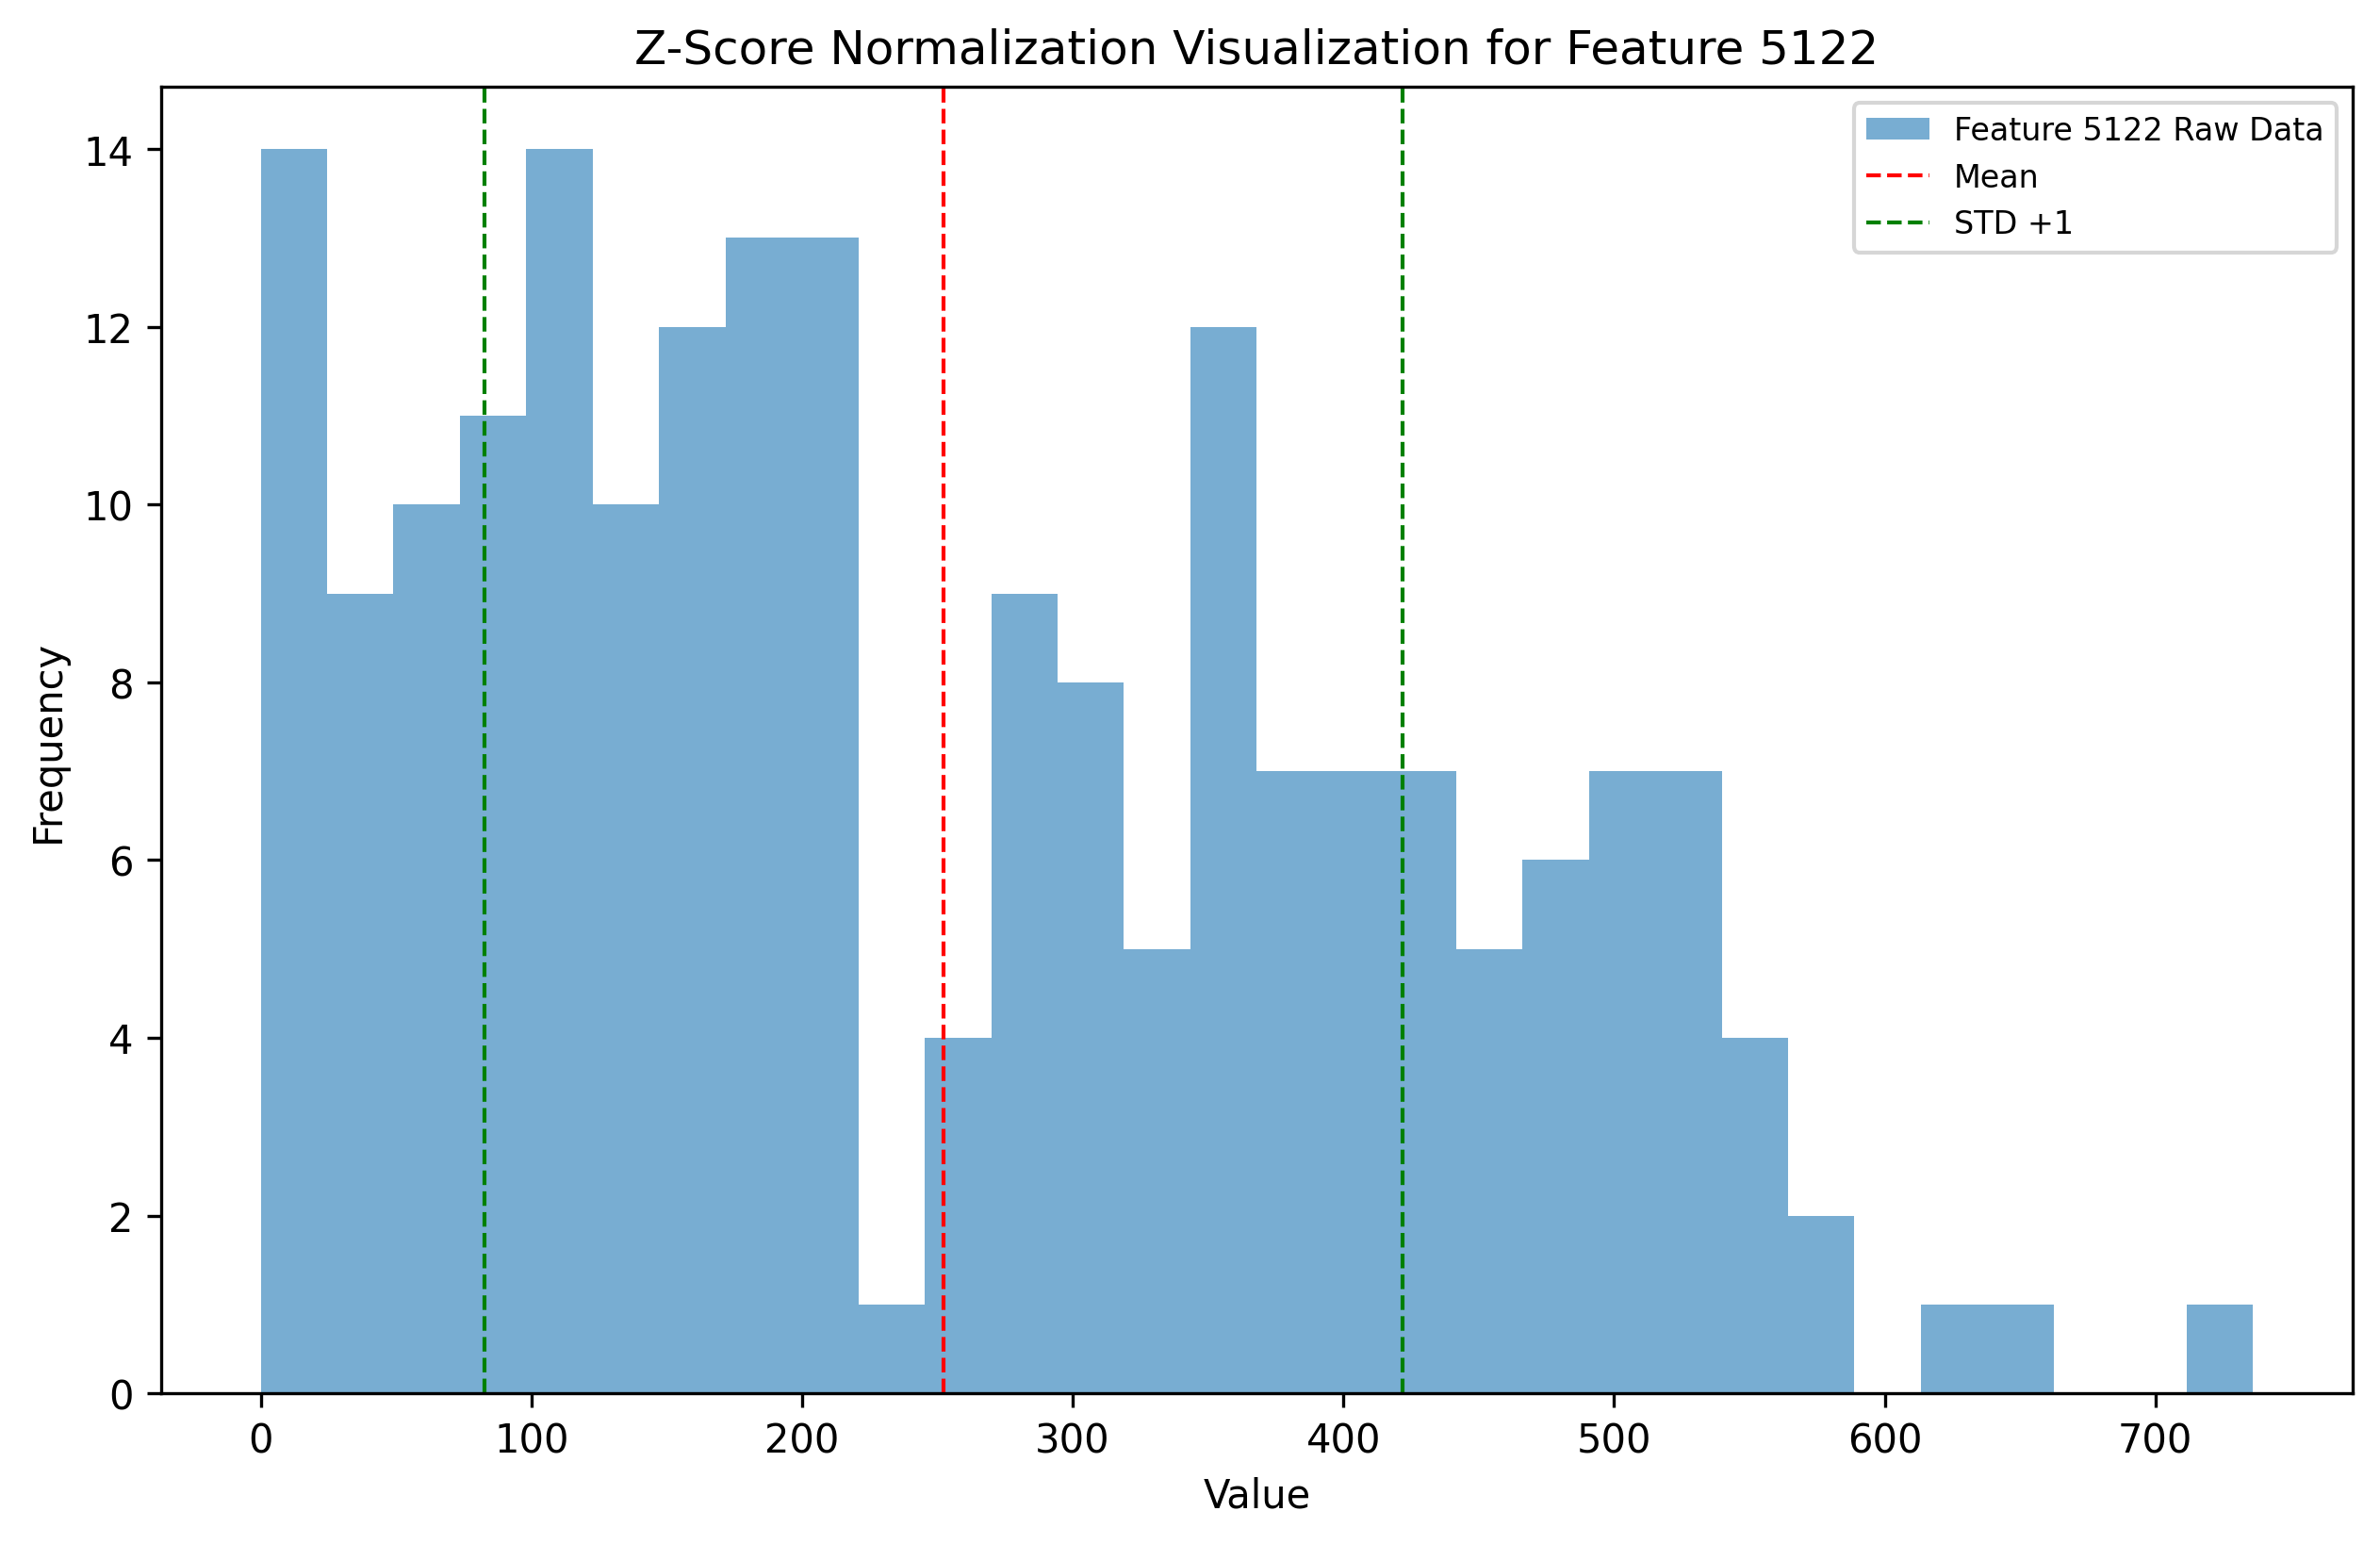 Z-Score Normalization Visualization for Feature 5122
Feature 5122 Raw Data
Mean
STD +1
14
12
10
8
6
4
2
0
Frequency
0 100 200 300 400 500 600 700
Value